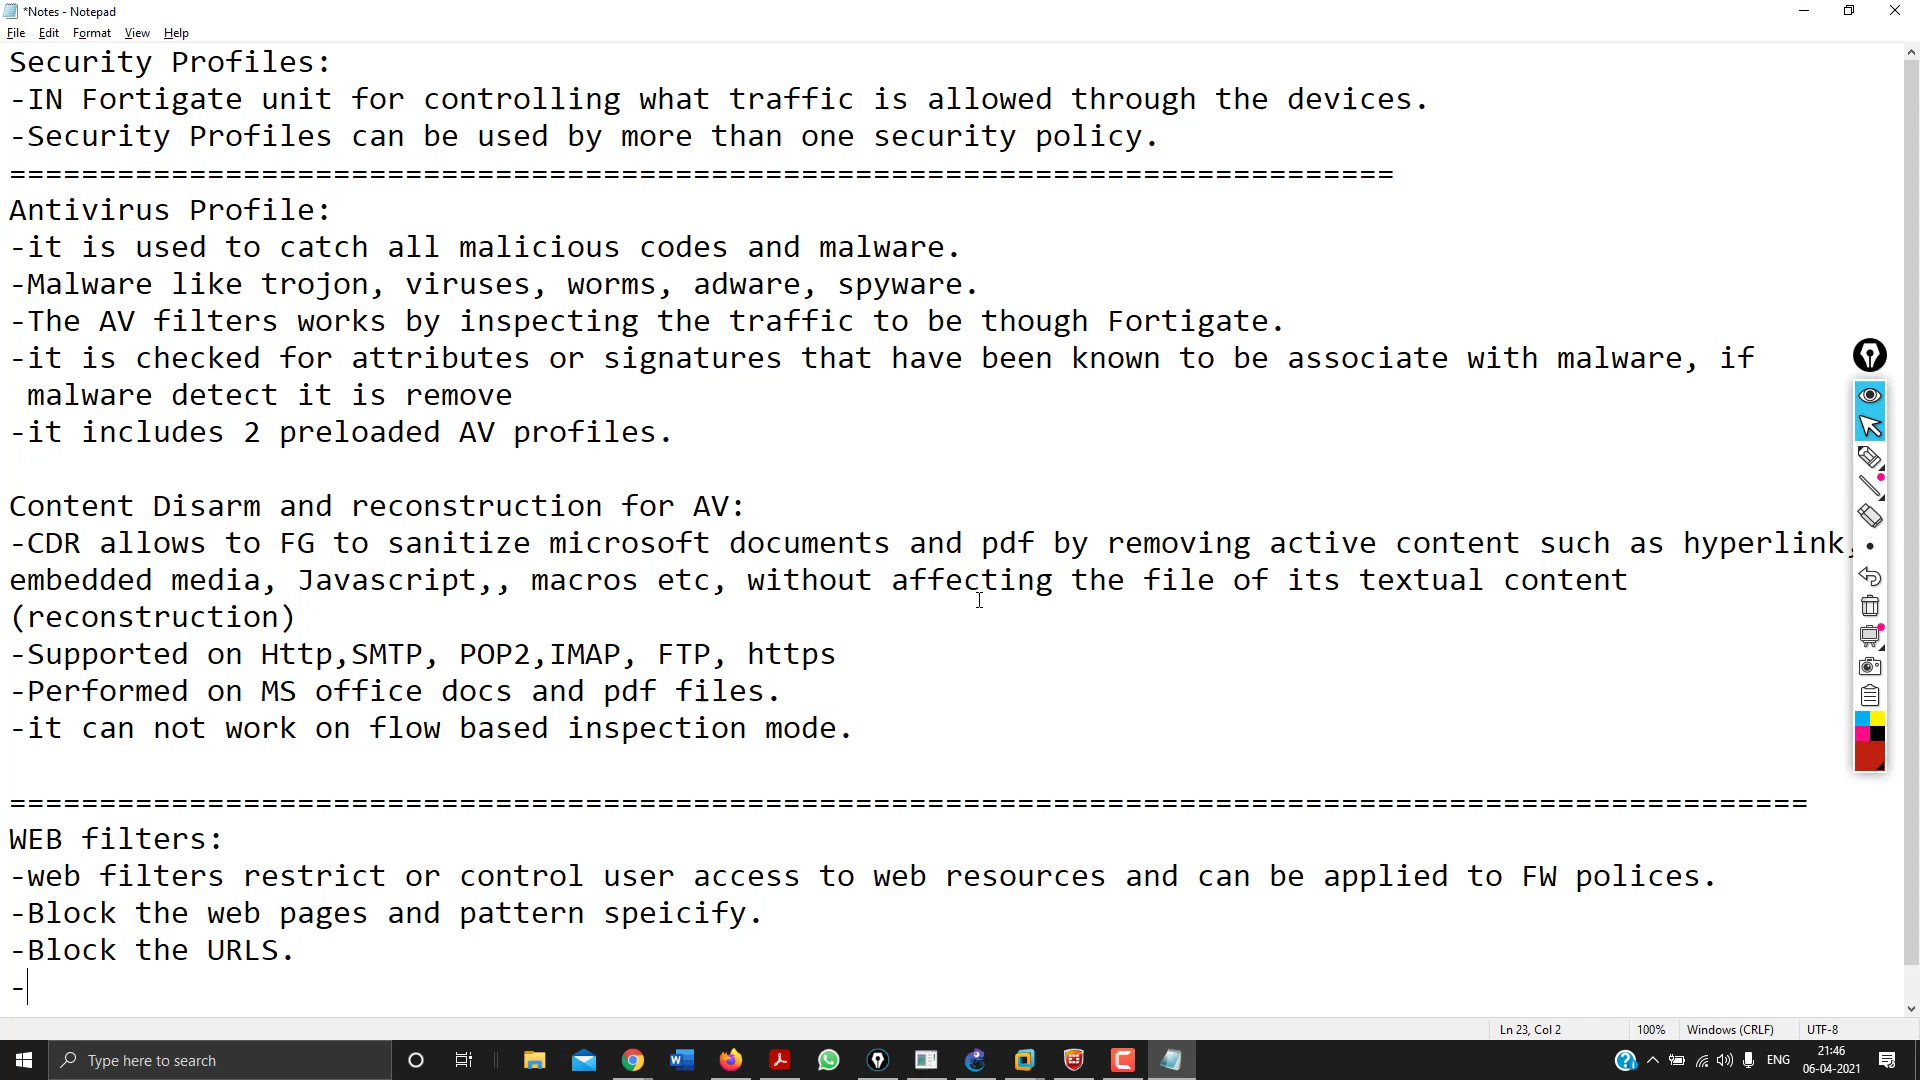 *Notes - Notepad
File Edit Format View Help
Security Profiles:
-IN Fortigate unit for controlling what traffic is allowed through the devices.
-Security Profiles can be used by more than one security policy.
=============================================================================
Antivirus Profile:
-it is used to catch all malicious codes and malware.
-Malware like trojon, viruses, worms, adware, spyware.
-The AV filters works by inspecting the traffic to be though Fortigate.
-it is checked for attributes or signatures that have been known to be associate with malware, if
malware detect it is remove
-it includes 2 preloaded AV profiles.
Content Disarm and reconstruction for AV:
-CDR allows to FG to sanitize microsoft documents and pdf by removing active content such as hyperlink,
embedded media, Javascript,, macros etc, without affecting the file of its textual content
(reconstruction)
-Supported on Http,SMTP, POP2,IMAP, FTP, https
-Performed on MS office docs and pdf files.
-it can not work on flow based inspection mode.
====================================================================================================
WEB filters:
-web filters restrict or control user access to web resources and can be applied to FW polices.
-Block the web pages and pattern speicify.
-Block the URLS.
-
Ln 23, Col 2 100% Windows (CRLF) UTF-8
Type here to search ENG 21:46
06-04-2021